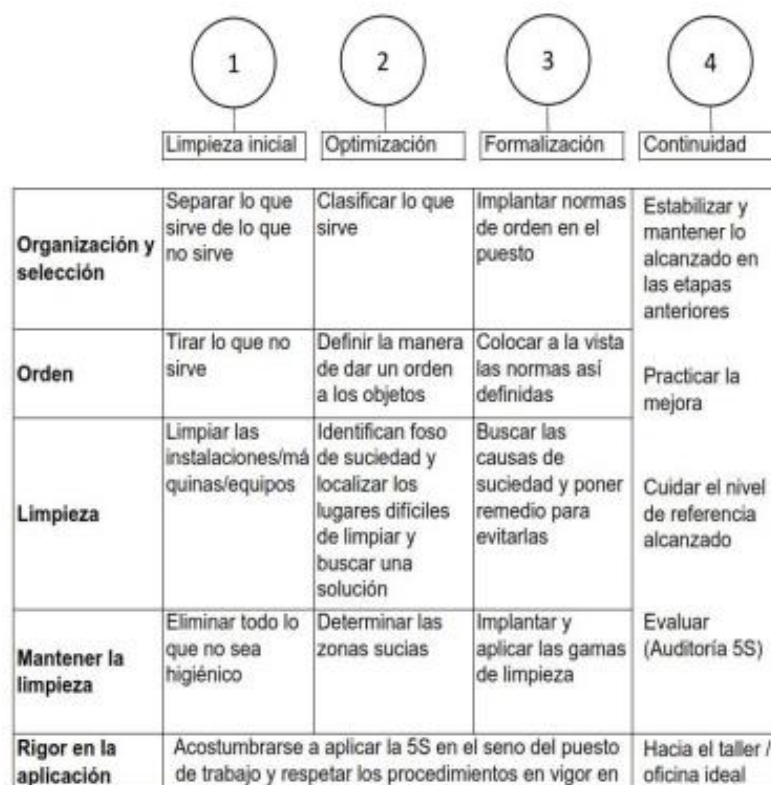 1
2
3
4
Limpieza inicial
Optimización
Formalización
Continuidad
Organización y
selección
Separar lo que
sirve de lo que
no sirve
Clasificar lo que
sirve
Implantar normas
de orden en el
puesto
Estabilizar y
mantener lo
alcanzado en
las etapas
anteriores
Orden
Tirar lo que no
sirve
Definir la manera
de dar un orden
a los objetos
Colocar a la vista
las normas así
definidas
Practicar la
mejora
Limpieza
Limpiar las
instalaciones/má
quinas/equipos
Identifican foso
de suciedad y
localizar los
lugares difíciles
de limpiar y
buscar una
solución
Buscar las
causas de
suciedad y poner
remedio para
evitarlas
Cuidar el nivel
de referencia
alcanzado
Mantener la
limpieza
Eliminar todo lo
que no sea
higiénico
Determinar las
zonas sucias
Implantar y
aplicar las gamas
de limpieza
Evaluar
(Auditoría 5S)
Rigor en la
aplicación
Acostumbrarse a aplicar la 5S en el seno del puesto
de trabajo y respetar los procedimientos en vigor en
Hacia el taller /
oficina ideal